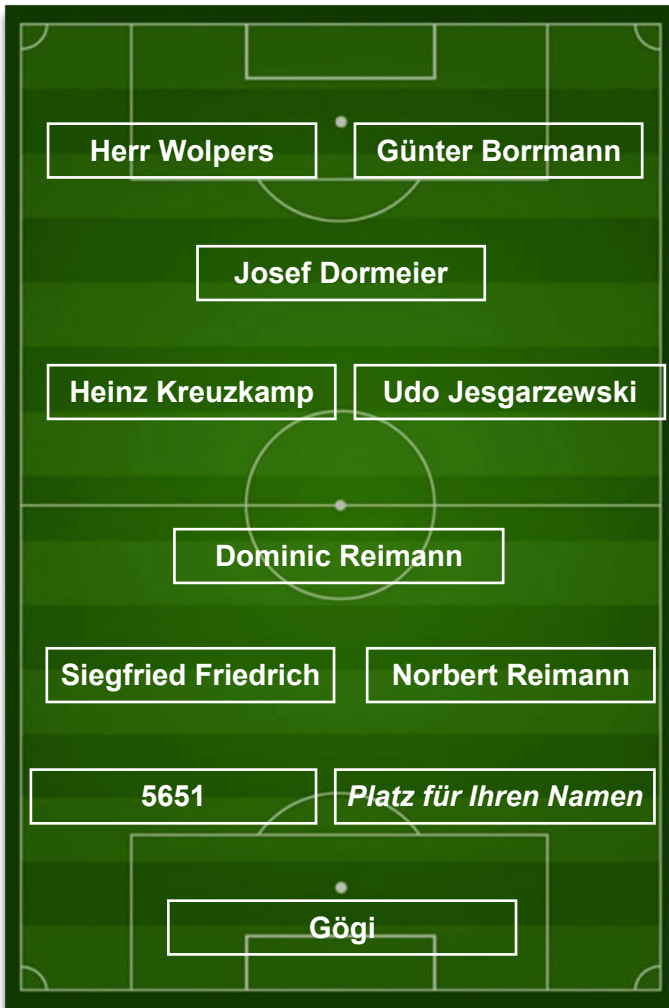 Herr Wolpers
Günter Borrmann
Josef Dormeier
Heinz Kreuzkamp
Udo Jesgarzewski
Dominic Reimann
Siegfried Friedrich
Norbert Reimann
5651
Platz für Ihren Namen
Gögi